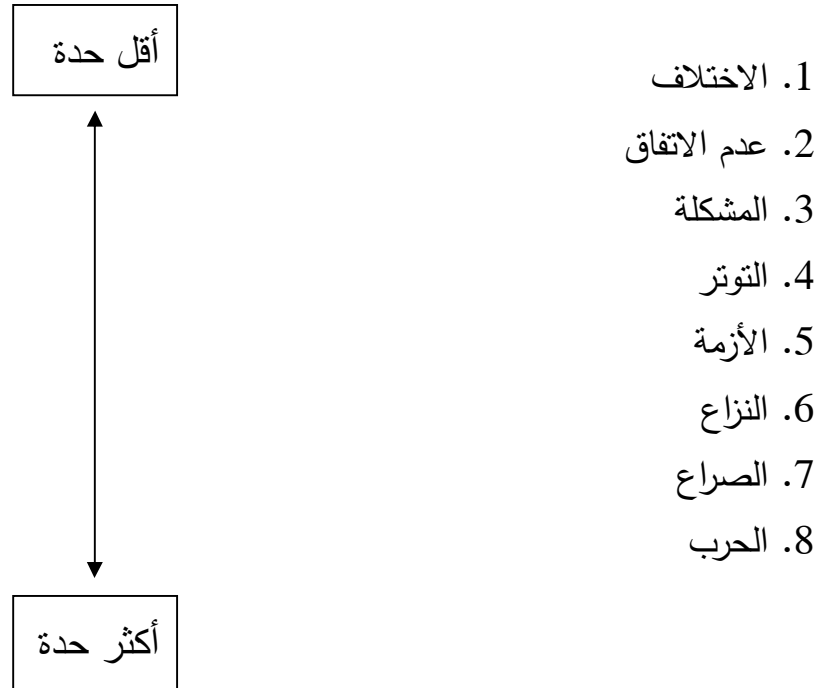 أقل حدة
1. الاختلاف
2. عدم الاتفاق
3. المشكلة
4. التوتر
5. الأزمة
6. النزاع
7. الصراع
8. الحرب
أكثر حدة